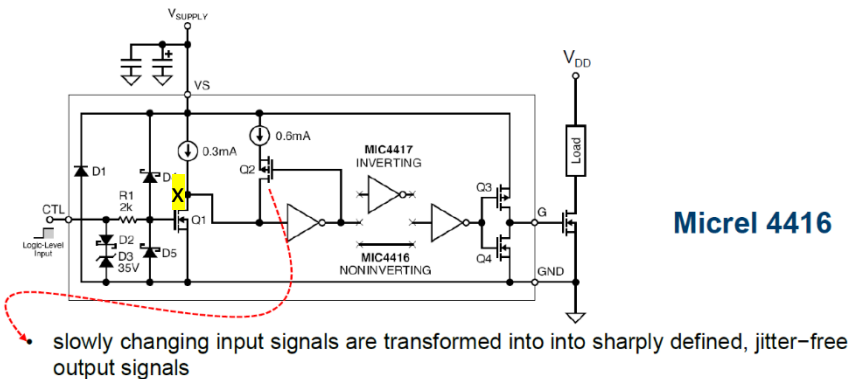 VSUPPLY
VS
VDD
0.3mA
0.6mA
MIC4417
INVERTING
Q2
Load
D1
D
X
R1
2k
CTL
Q1
Q3
G
Micrel 4416
Logic-Level
Input
D2
D3
35V
D5
MIC4416
NONINVERTING
Q4
GND
• slowly changing input signals are transformed into into sharply defined, jitter−free
output signals